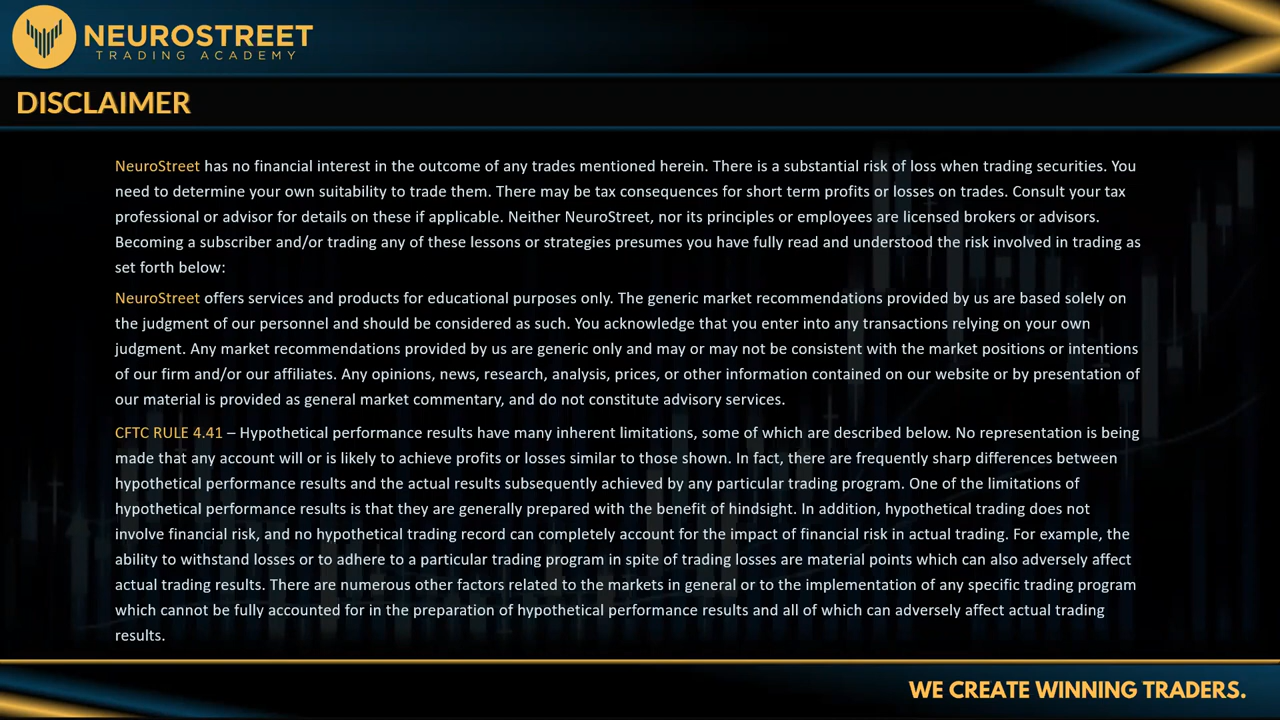 NEUROSTREET
TRADING ACADEMY
DISCLAIMER
NeuroStreet has no financial interest in the outcome of any trades mentioned herein. There is a substantial risk of loss when trading securities. You
need to determine your own suitability to trade them. There may be tax consequences for short term profits or losses on trades. Consult your tax
professional or advisor for details on these if applicable. Neither NeuroStreet, nor its principles or employees are licensed brokers or advisors.
Becoming a subscriber and/or trading any of these lessons or strategies presumes you have fully read and understood the risk involved in trading as
set forth below:
NeuroStreet offers services and products for educational purposes only. The generic market recommendations provided by us are based solely on
the judgment of our personnel and should be considered as such. You acknowledge that you enter into any transactions relying on your own
judgment. Any market recommendations provided by us are generic only and may or may not be consistent with the market positions or intentions
of our firm and/or our affiliates. Any opinions, news, research, analysis, prices, or other information contained on our website or by presentation of
our material is provided as general market commentary, and do not constitute advisory services.
CFTC RULE 4.41 – Hypothetical performance results have many inherent limitations, some of which are described below. No representation is being
made that any account will or is likely to achieve profits or losses similar to those shown. In fact, there are frequently sharp differences between
hypothetical performance results and the actual results subsequently achieved by any particular trading program. One of the limitations of
hypothetical performance results is that they are generally prepared with the benefit of hindsight. In addition, hypothetical trading does not
involve financial risk, and no hypothetical trading record can completely account for the impact of financial risk in actual trading. For example, the
ability to withstand losses or to adhere to a particular trading program in spite of trading losses are material points which can also adversely affect
actual trading results. There are numerous other factors related to the markets in general or to the implementation of any specific trading program
which cannot be fully accounted for in the preparation of hypothetical performance results and all of which can adversely affect actual trading
results.
WE CREATE WINNING TRADERS.